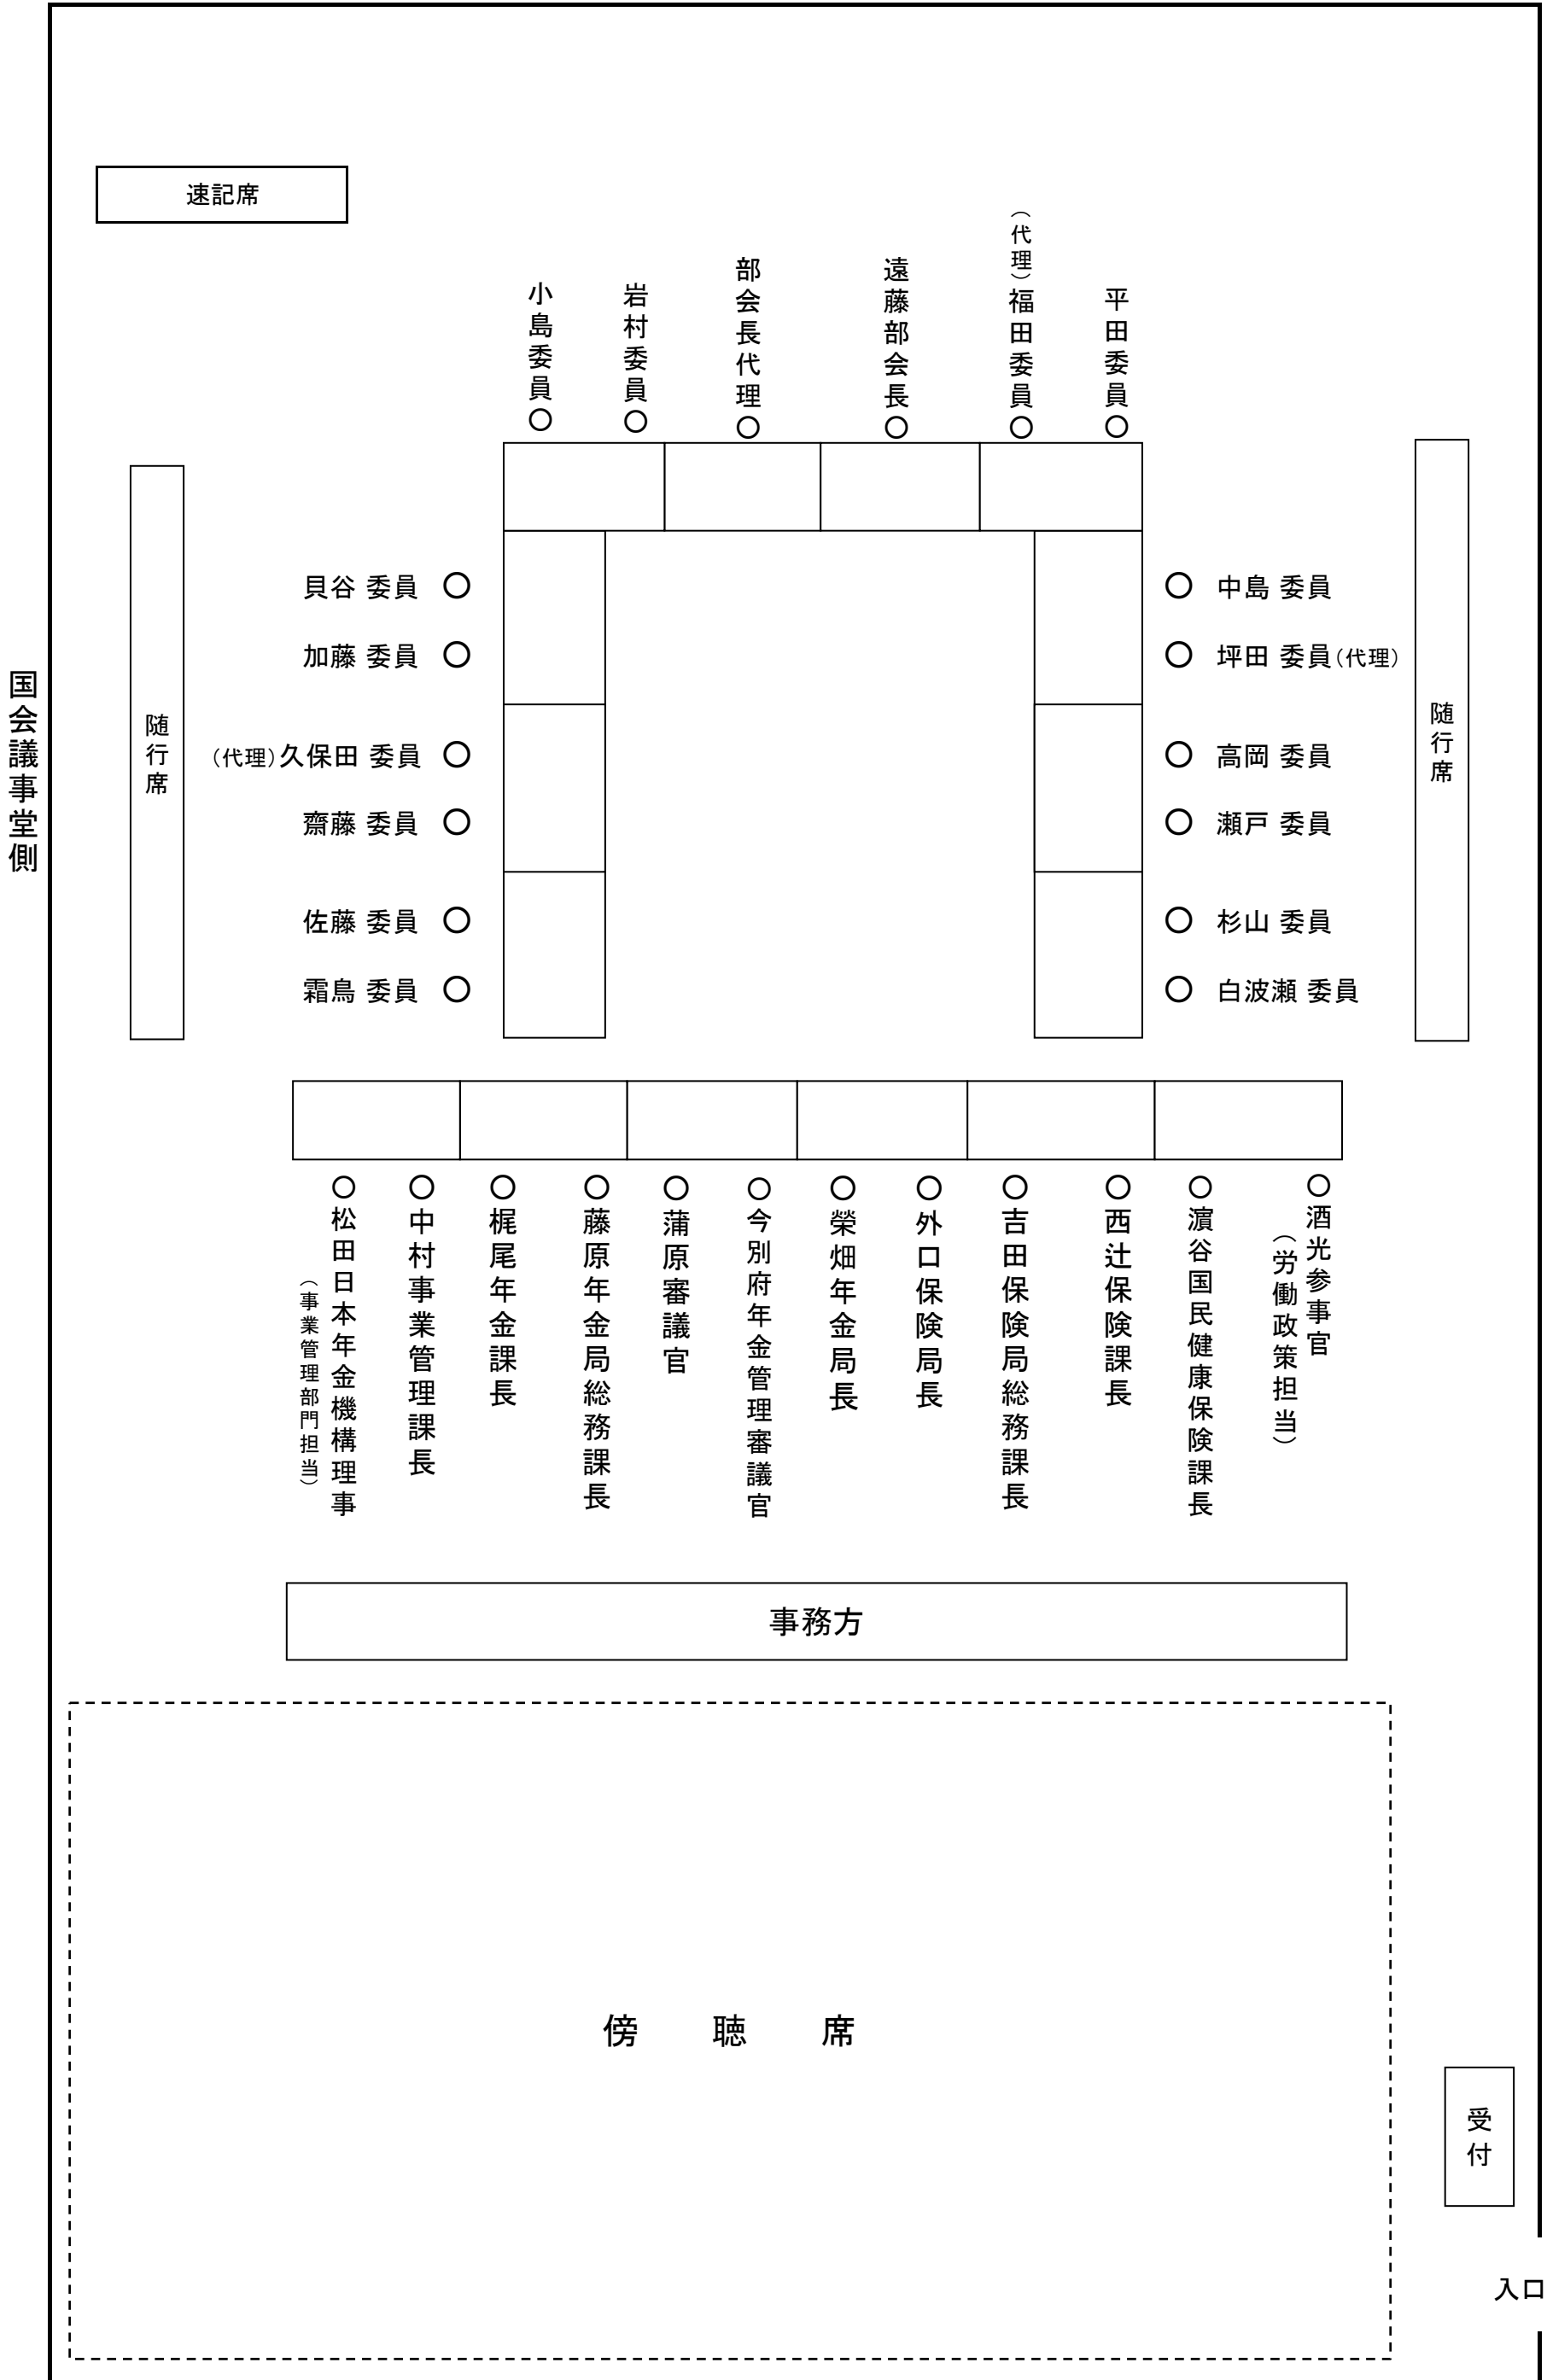 速記席
小島委員○
岩村委員○
部会長代理○
遠藤部会長○
（代理）福田委員○
平田委員○
国会議事堂側
随行席
貝谷 委員 ○
加藤 委員 ○
（代理）久保田 委員 ○
齋藤 委員 ○
佐藤 委員 ○
霜鳥 委員 ○
○ 中島 委員
○ 坪田 委員（代理）
○ 高岡 委員
○ 瀬戸 委員
○ 杉山 委員
○ 白波瀬 委員
随行席
○松田日本年金機構理事
（事業管理部門担当）
○中村事業管理課長
○梶尾年金課長
○藤原年金局総務課長
○蒲原審議官
○今別府年金管理審議官
○榮畑年金局長
○外口保険局長
○吉田保険局総務課長
○西辻保険課長
○濵谷国民健康保険課長
○酒光参事官
（労働政策担当）
事務方
傍 聴 席
受付
入口